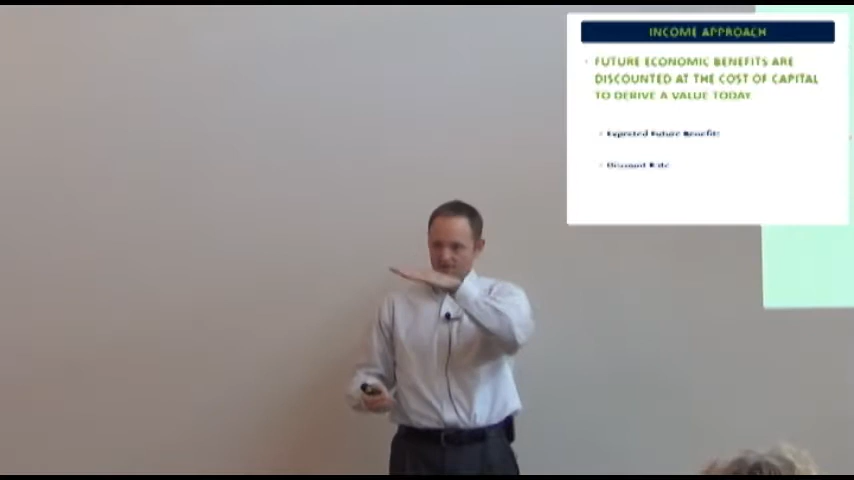 INCOME APPROACH
FUTURE ECONOMIC BENEFITS ARE
DISCOUNTED AT THE COST OF CAPITAL
TO DERIVE A VALUE TODAY
Expected Future Benefits
Discount Rate